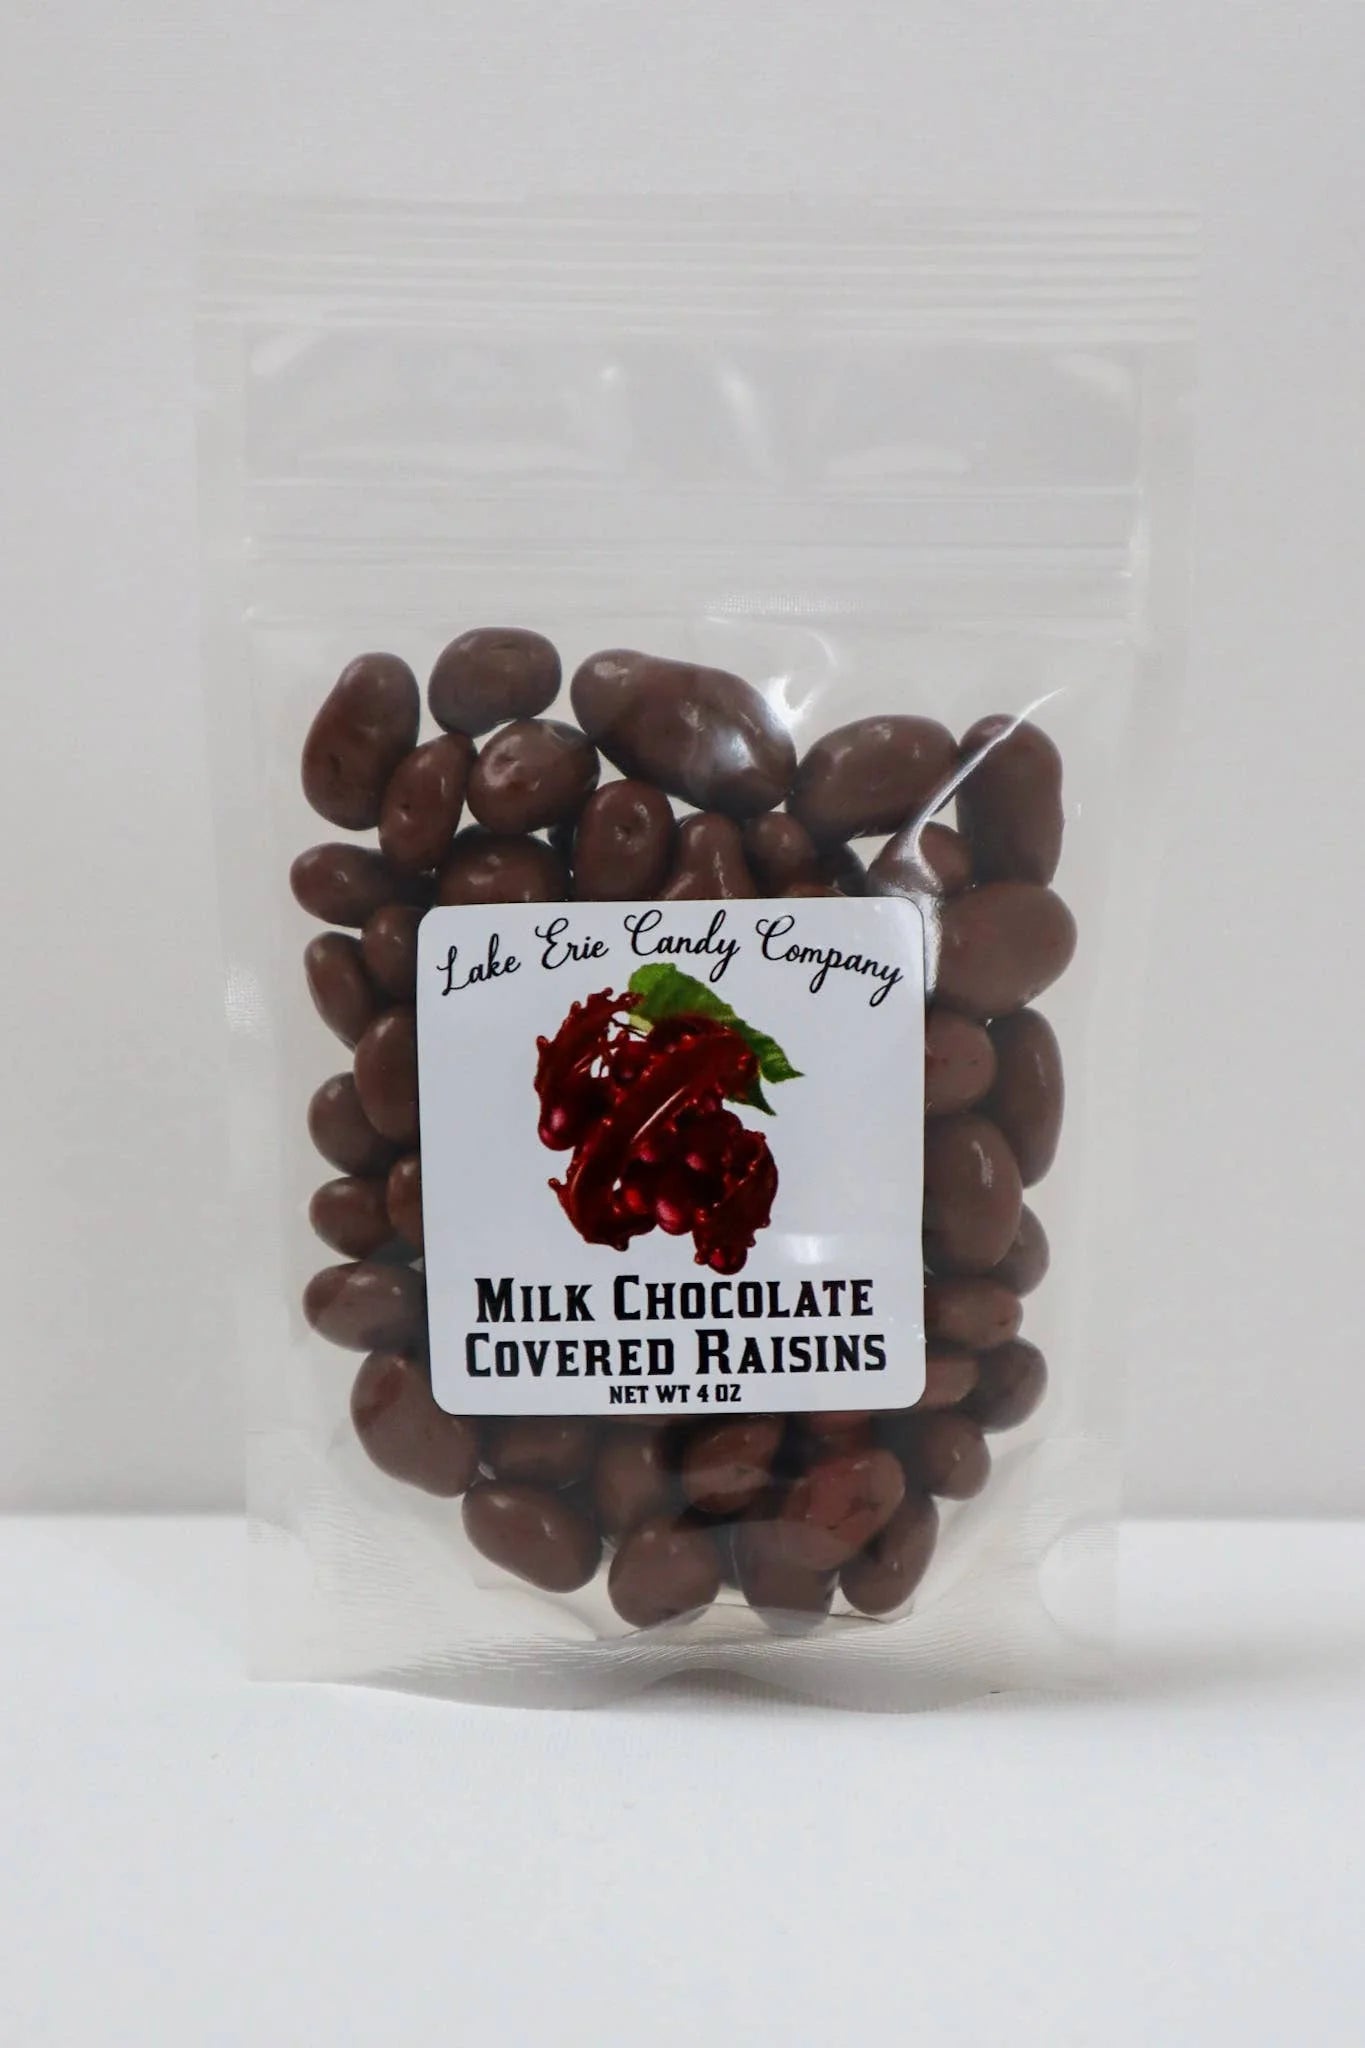 Lake Erie Candy Company
MILK CHOCOLATE
COVERED RAISINS
NET WT 4 OZ